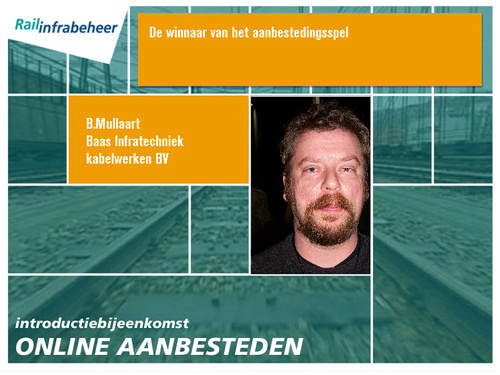 Railinfrabeheer
De winnaar van het aanbestedingsspel
B.Mullaart
Baas Infratechniek
kabelwerken BV
introductiebijeenkomst
ONLINE AANBESTEDEN